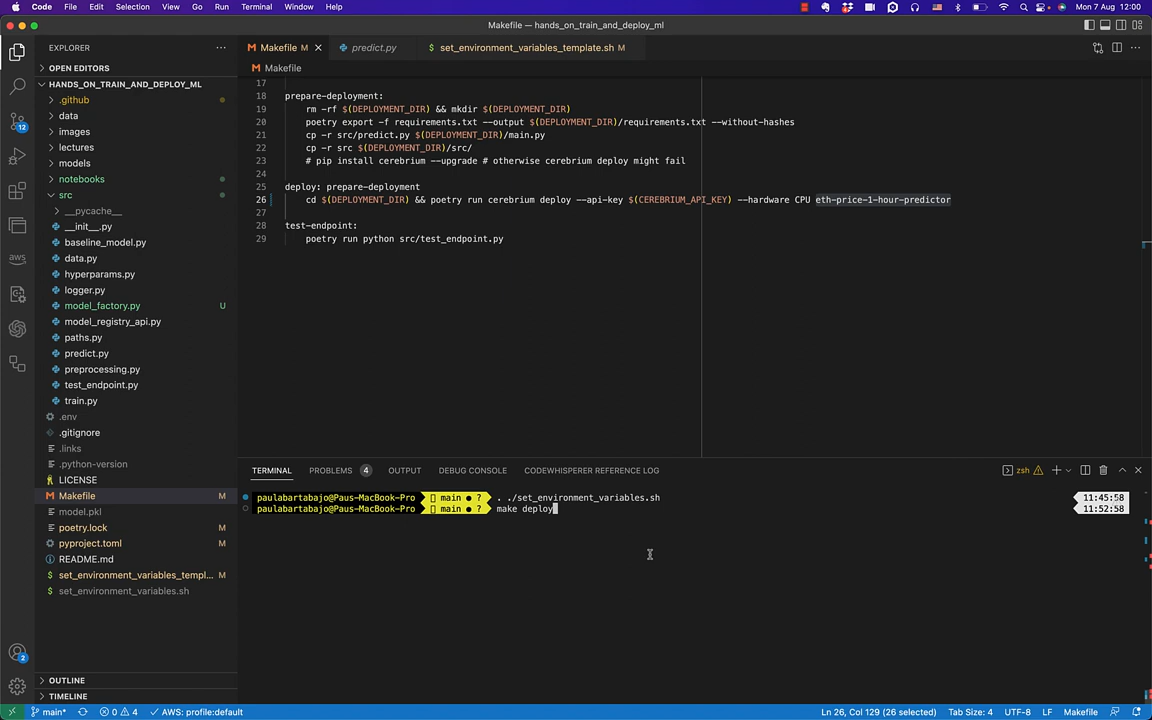 Code File Edit Selection View Go Run Terminal Window Help Mon 7 Aug 12:00
Makefile — hands_on_train_and_deploy_ml
EXPLORER
OPEN EDITORS
HANDS_ON_TRAIN_AND_DEPLOY_ML
.github
data
images
lectures
models
notebooks
src
__pycache__
__init__.py
baseline_model.py
data.py
hyperparams.py
logger.py
model_factory.py U
model_registry_api.py
paths.py
predict.py
preprocessing.py
test_endpoint.py
train.py
.env
.gitignore
.links
.python-version
LICENSE
Makefile M
model.pkl
poetry.lock M
pyproject.toml M
README.md
set_environment_variables_templ... M
set_environment_variables.sh
OUTLINE
TIMELINE
12
aws
2
Makefile M predict.py set_environment_variables_template.sh M
Makefile
17
18 prepare-deployment:
19 rm -rf $(DEPLOYMENT_DIR) && mkdir $(DEPLOYMENT_DIR)
20 poetry export -f requirements.txt --output $(DEPLOYMENT_DIR)/requirements.txt --without-hashes
21 cp -r src/predict.py $(DEPLOYMENT_DIR)/main.py
22 cp -r src $(DEPLOYMENT_DIR)/src/
23 # pip install cerebrium --upgrade # otherwise cerebrium deploy might fail
24
25 deploy: prepare-deployment
26 cd $(DEPLOYMENT_DIR) && poetry run cerebrium deploy --api-key $(CEREBRIUM_API_KEY) --hardware CPU eth-price-1-hour-predictor
27
28 test-endpoint:
29 poetry run python src/test_endpoint.py
TERMINAL PROBLEMS 4 OUTPUT DEBUG CONSOLE CODEWHISPERER REFERENCE LOG zsh
paulabartabajo@Paus-MacBook-Pro main ● ? . ./set_environment_variables.sh 11:45:58
paulabartabajo@Paus-MacBook-Pro main ● ? make deploy 11:52:58
main* 0 4 AWS: profile:default Ln 26, Col 129 (26 selected) Tab Size: 4 UTF-8 LF Makefile